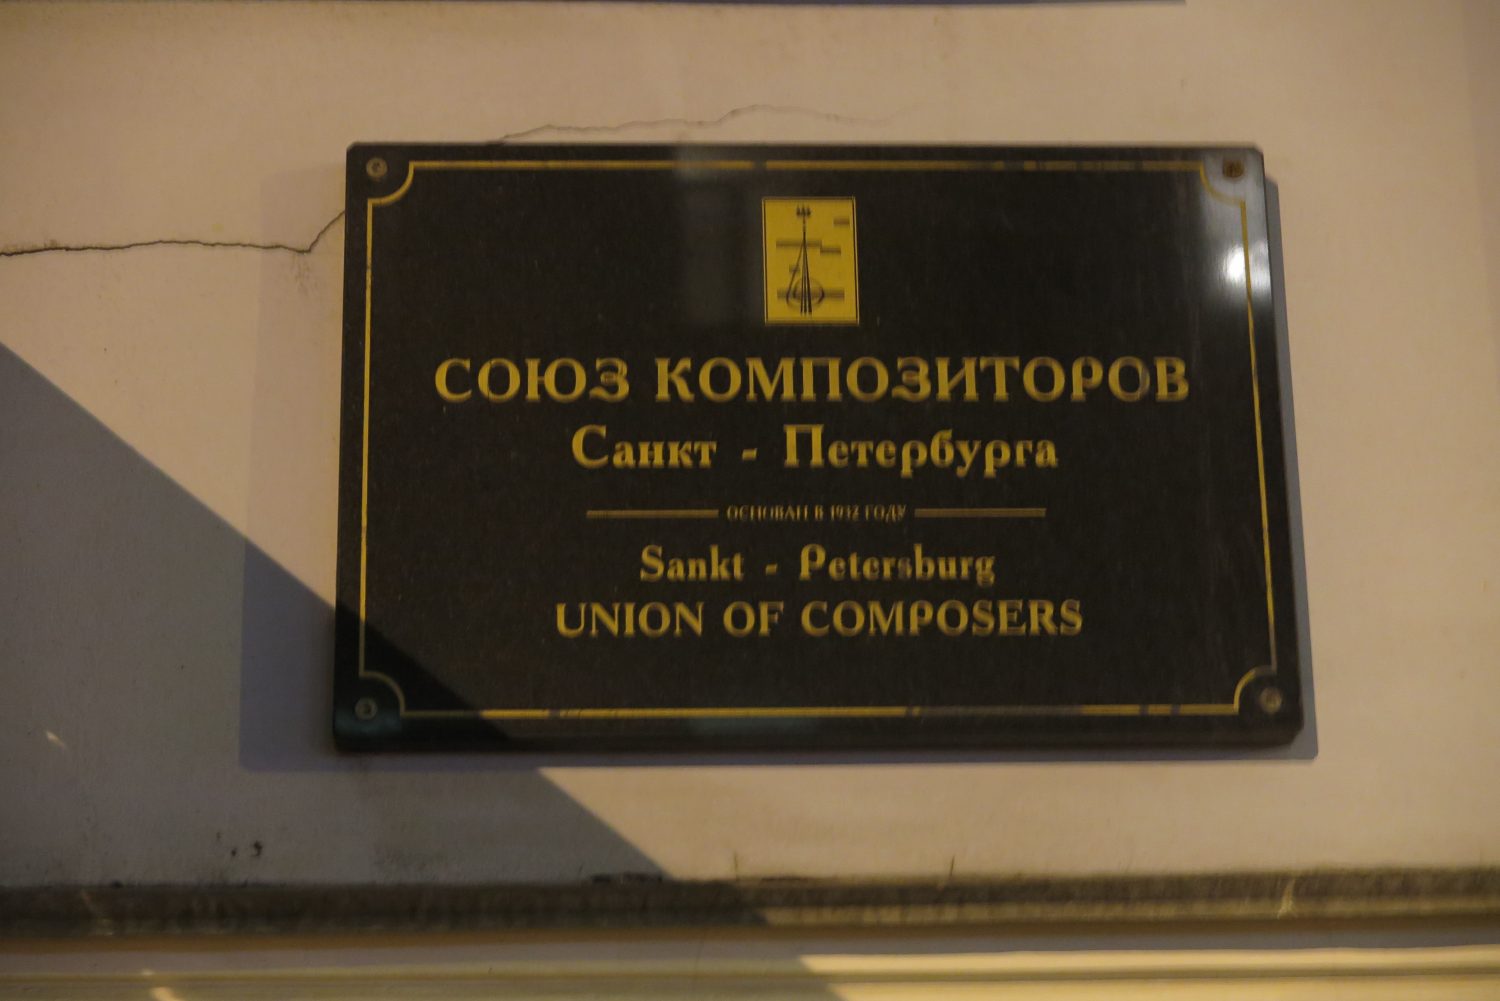 СОЮЗ КОМПОЗИТОРОВ
Санкт - Петербурга
ОСНОВАН В 1932 ГОДУ
Sankt - Petersburg
UNION OF COMPOSERS